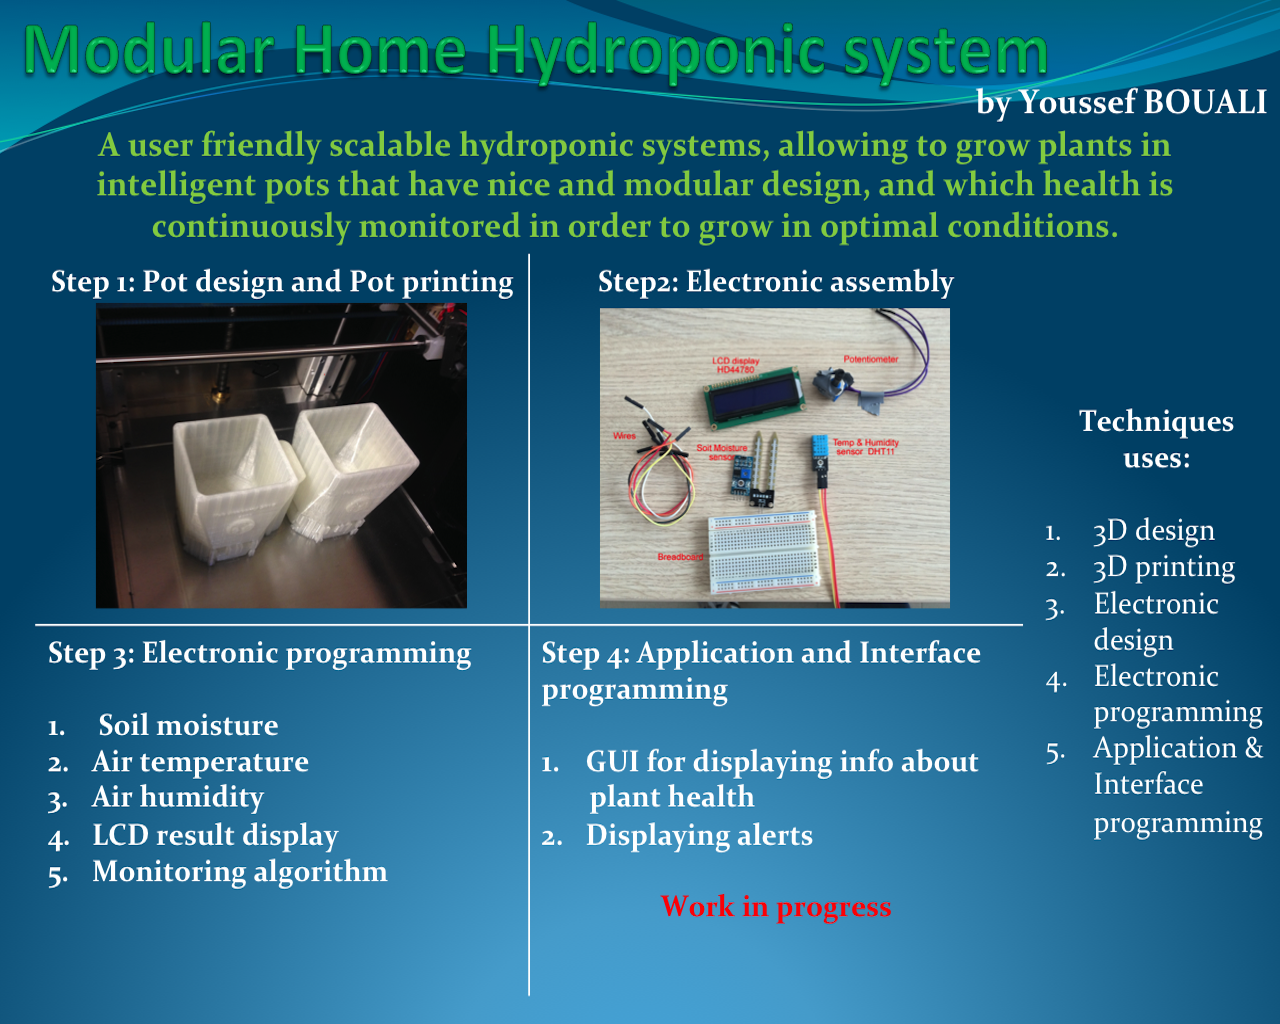 Modular Home Hydroponic system
by Youssef BOUALI
A user friendly scalable hydroponic systems, allowing to grow plants in
intelligent pots that have nice and modular design, and which health is
continuously monitored in order to grow in optimal conditions.
Step 1: Pot design and Pot printing
Step2: Electronic assembly
LCD display
HD44780
Potentiometer
Wires
Soit Moisture
sensor
Temp & Humidity
sensor DHT11
Breadboard
Step 3: Electronic programming
1. Soil moisture
2. Air temperature
3. Air humidity
4. LCD result display
5. Monitoring algorithm
Step 4: Application and Interface
programming
1. GUI for displaying info about
plant health
2. Displaying alerts
Work in progress
Techniques
uses:
1. 3D design
2. 3D printing
3. Electronic
design
4. Electronic
programming
5. Application &
Interface
programming